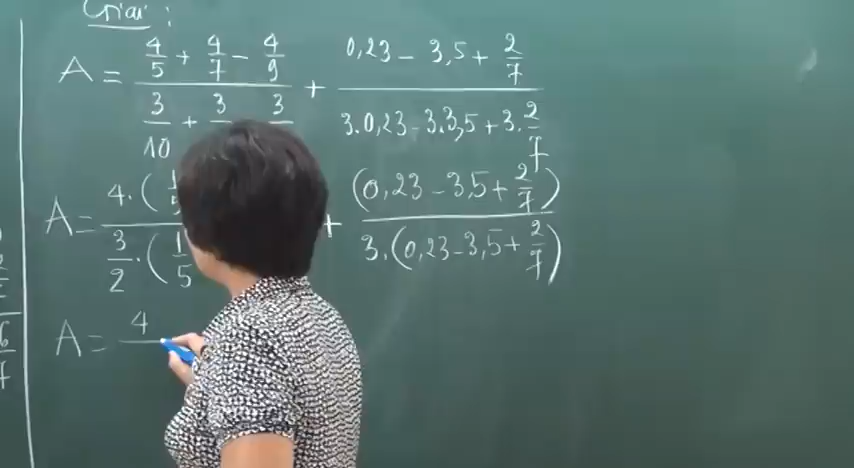 Giải :
A = (4/5 + 4/7 − 4/9)/(3/10 + 3/ 3/) + (0,23 − 3,5 + 2/7)/(3.0,23 − 3.3,5 + 3.2/7)
A = 4.(1/5 / 3/2.(1/5 + (0,23 − 3,5 + 2/7)/3.(0,23 − 3,5 + 2/7)
A = 4/